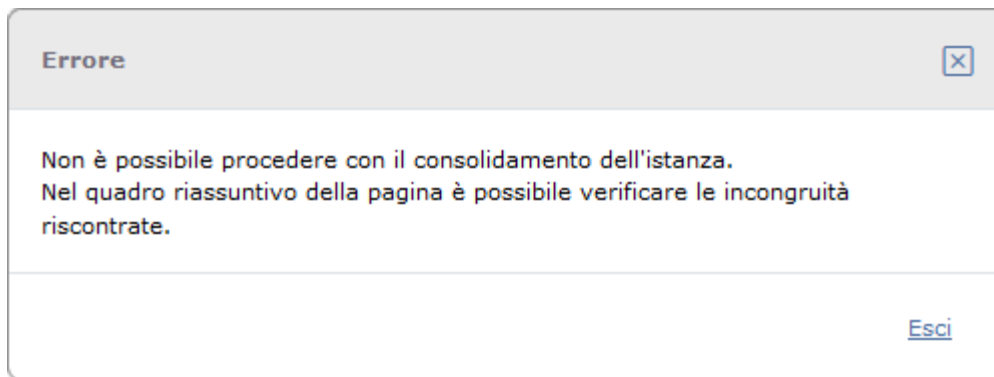 Errore
Non è possibile procedere con il consolidamento dell'istanza.
Nel quadro riassuntivo della pagina è possibile verificare le incongruità
riscontrate.
Esci